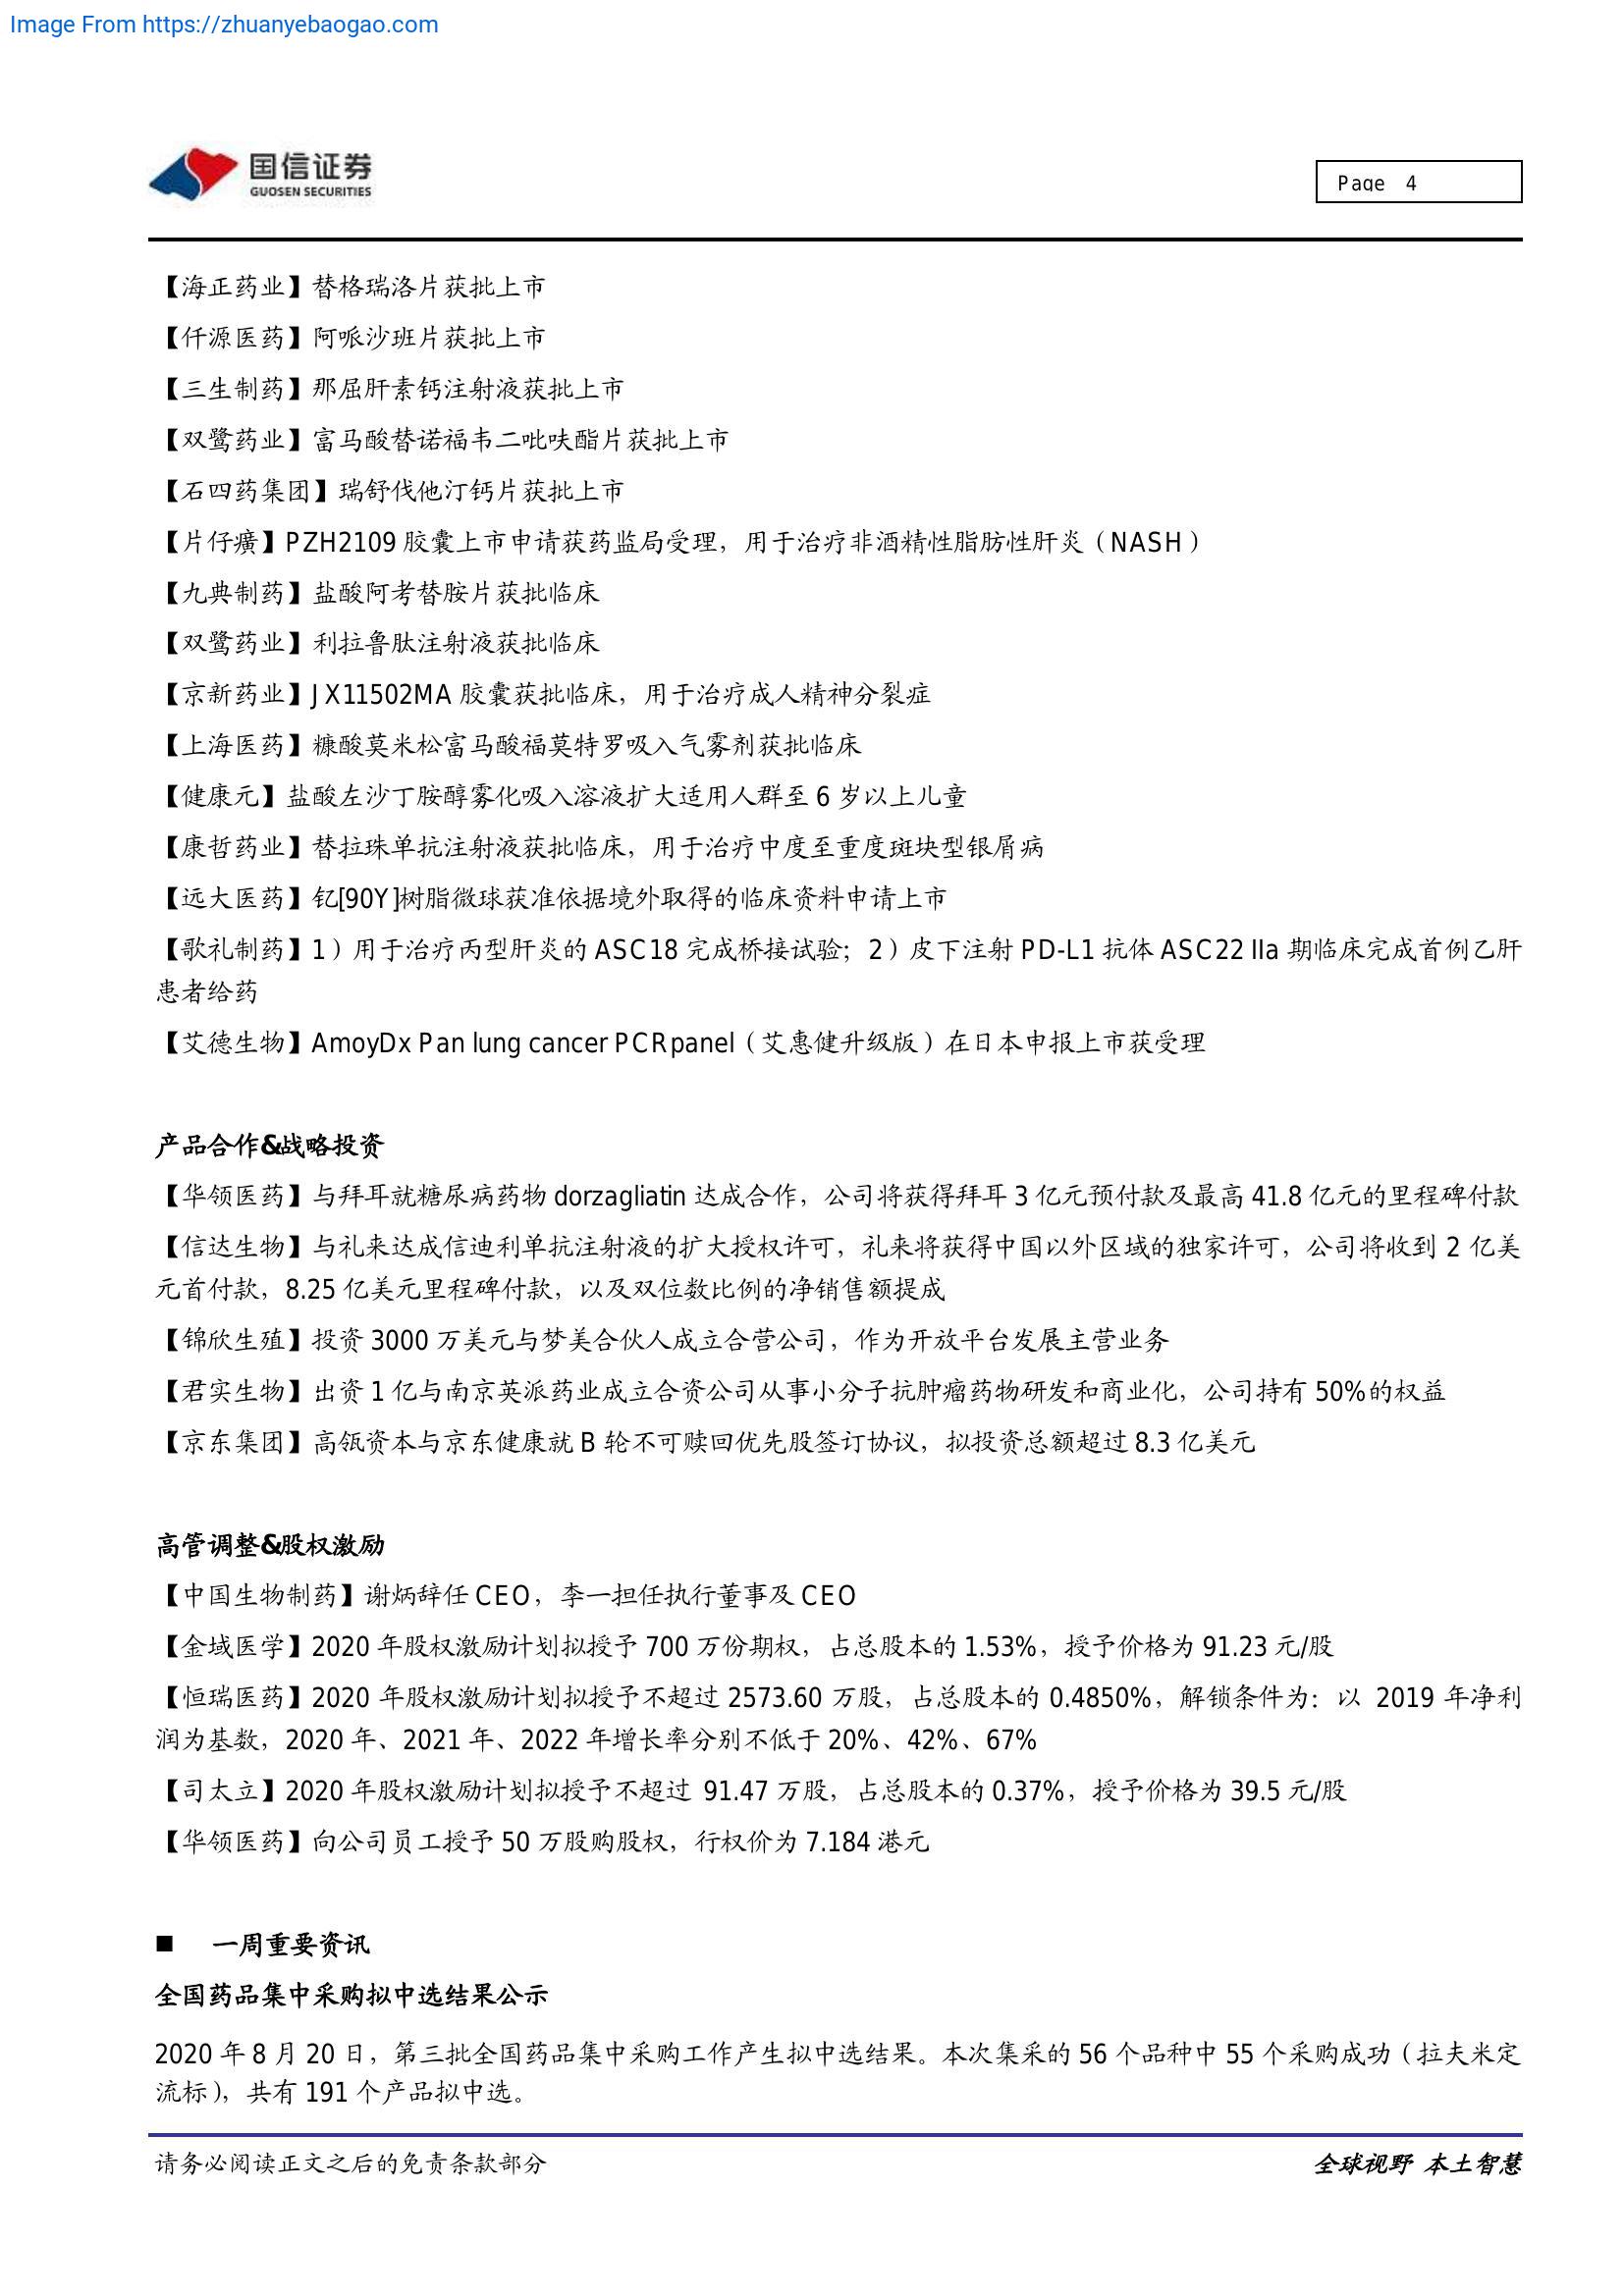 Image From https://zhuanyebaogao.com
国信证券
GUOSEN SECURITIES
Page 4
【海正药业】替格瑞洛片获批上市
【仟源医药】阿哌沙班片获批上市
【三生制药】那屈肝素钙注射液获批上市
【双鹭药业】富马酸替诺福韦二吡呋酯片获批上市
【石四药集团】瑞舒伐他汀钙片获批上市
【片仔癀】PZH2109 胶囊上市申请获药监局受理，用于治疗非酒精性脂肪性肝炎（NASH）
【九典制药】盐酸阿考替胺片获批临床
【双鹭药业】利拉鲁肽注射液获批临床
【京新药业】JX11502MA 胶囊获批临床，用于治疗成人精神分裂症
【上海医药】糠酸莫米松富马酸福莫特罗吸入气雾剂获批临床
【健康元】盐酸左沙丁胺醇雾化吸入溶液扩大适用人群至 6 岁以上儿童
【康哲药业】替拉珠单抗注射液获批临床，用于治疗中度至重度斑块型银屑病
【远大医药】钇[90Y]树脂微球获准依据境外取得的临床资料申请上市
【歌礼制药】1）用于治疗丙型肝炎的 ASC18 完成桥接试验；2）皮下注射 PD-L1 抗体 ASC22 IIa 期临床完成首例乙肝
患者给药
【艾德生物】AmoyDx Pan lung cancer PCR panel（艾惠健升级版）在日本申报上市获受理
产品合作&战略投资
【华领医药】与拜耳就糖尿病药物 dorzagliatin 达成合作，公司将获得拜耳 3 亿元预付款及最高 41.8 亿元的里程碑付款
【信达生物】与礼来达成信迪利单抗注射液的扩大授权许可，礼来将获得中国以外区域的独家许可，公司将收到 2 亿美
元首付款，8.25 亿美元里程碑付款，以及双位数比例的净销售额提成
【锦欣生殖】投资 3000 万美元与梦美合伙人成立合营公司，作为开放平台发展主营业务
【君实生物】出资 1 亿与南京英派药业成立合资公司从事小分子抗肿瘤药物研发和商业化，公司持有 50%的权益
【京东集团】高瓴资本与京东健康就 B 轮不可赎回优先股签订协议，拟投资总额超过 8.3 亿美元
高管调整&股权激励
【中国生物制药】谢炳辞任 CEO，李一担任执行董事及 CEO
【金域医学】2020 年股权激励计划拟授予 700 万份期权，占总股本的 1.53%，授予价格为 91.23 元/股
【恒瑞医药】2020 年股权激励计划拟授予不超过 2573.60 万股，占总股本的 0.4850%，解锁条件为：以 2019 年净利
润为基数，2020 年、2021 年、2022 年增长率分别不低于 20%、42%、67%
【司太立】2020 年股权激励计划拟授予不超过 91.47 万股，占总股本的 0.37%，授予价格为 39.5 元/股
【华领医药】向公司员工授予 50 万股购股权，行权价为 7.184 港元
■ 一周重要资讯
全国药品集中采购拟中选结果公示
2020 年 8 月 20 日，第三批全国药品集中采购工作产生拟中选结果。本次集采的 56 个品种中 55 个采购成功（拉夫米定
流标），共有 191 个产品拟中选。
请务必阅读正文之后的免责条款部分
全球视野 本土智慧